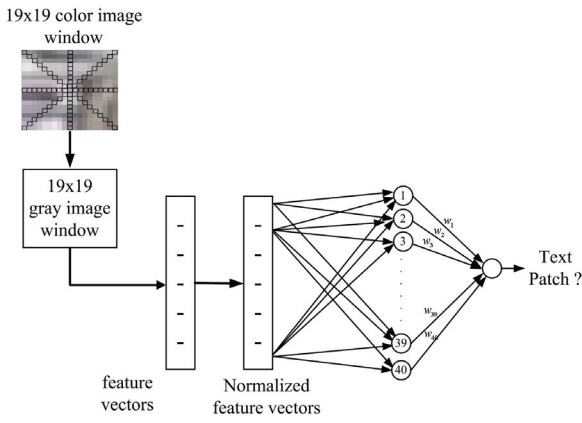 19x19 color image
window
19x19
gray image
window
1
2
3
39
40
w1
w2
w3
w39
w40
Text
Patch ?
feature
vectors
Normalized
feature vectors